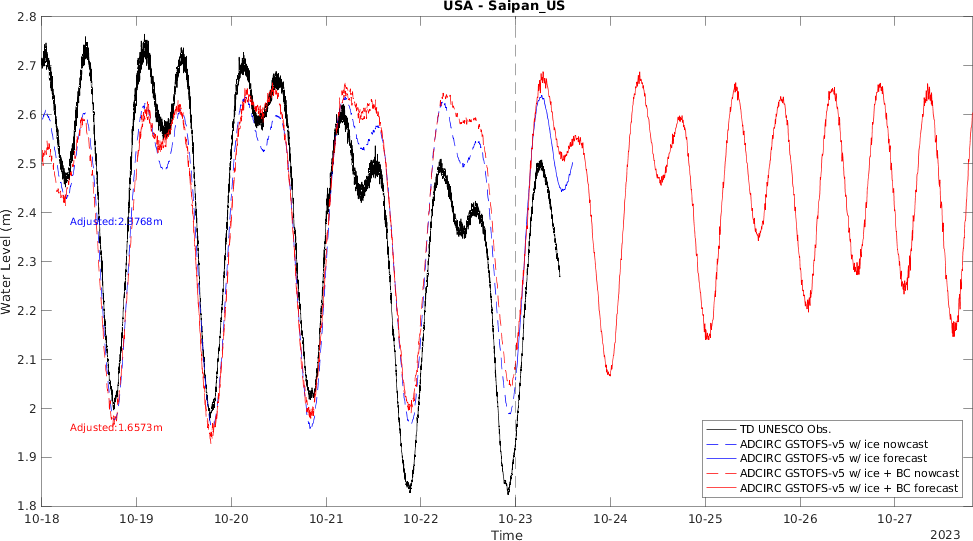 USA - Saipan_US
2.8
2.7
2.6
2.5
2.4
2.3
2.2
2.1
2
1.9
1.8
Water Level (m)
Adjusted:2.9768m
Adjusted:1.6573m
TD UNESCO Obs.
ADCIRC GSTOFS-v5 w/ ice nowcast
ADCIRC GSTOFS-v5 w/ ice forecast
ADCIRC GSTOFS-v5 w/ ice + BC nowcast
ADCIRC GSTOFS-v5 w/ ice + BC forecast
10-18 10-19 10-20 10-21 10-22 10-23 10-24 10-25 10-26 10-27
Time
2023